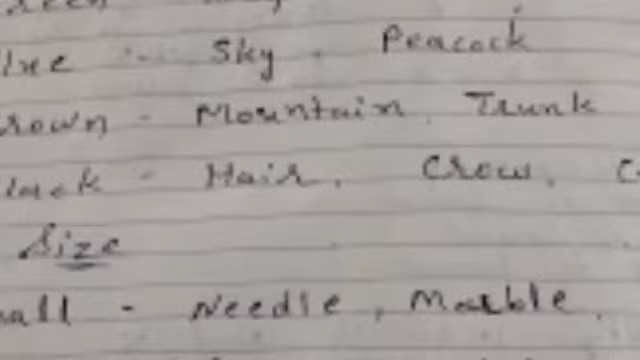 lue - Sky. Peacock
rown - Mountain. Trunk
lack - Hair. Crow. C
Size
mall - Needle, Marble.